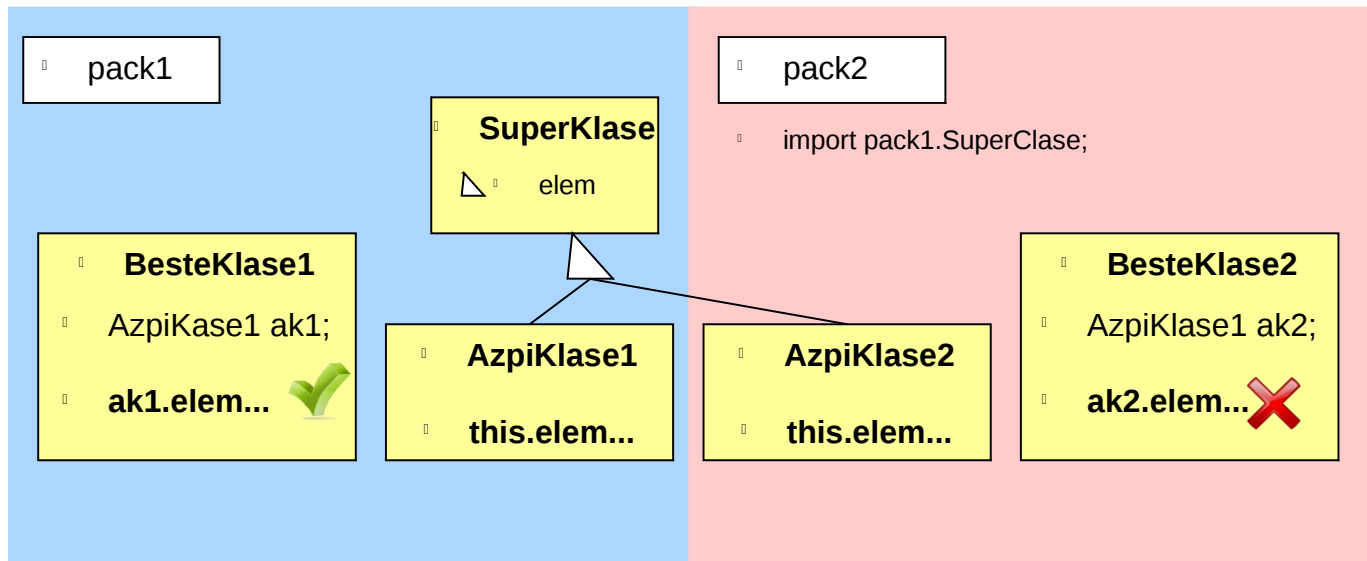 pack1
pack2
SuperKlase
elem
import pack1.SuperClase;
BesteKlase1
AzpiKase1 ak1;
ak1.elem...
AzpiKlase1
this.elem...
AzpiKlase2
this.elem...
BesteKlase2
AzpiKlase1 ak2;
ak2.elem...